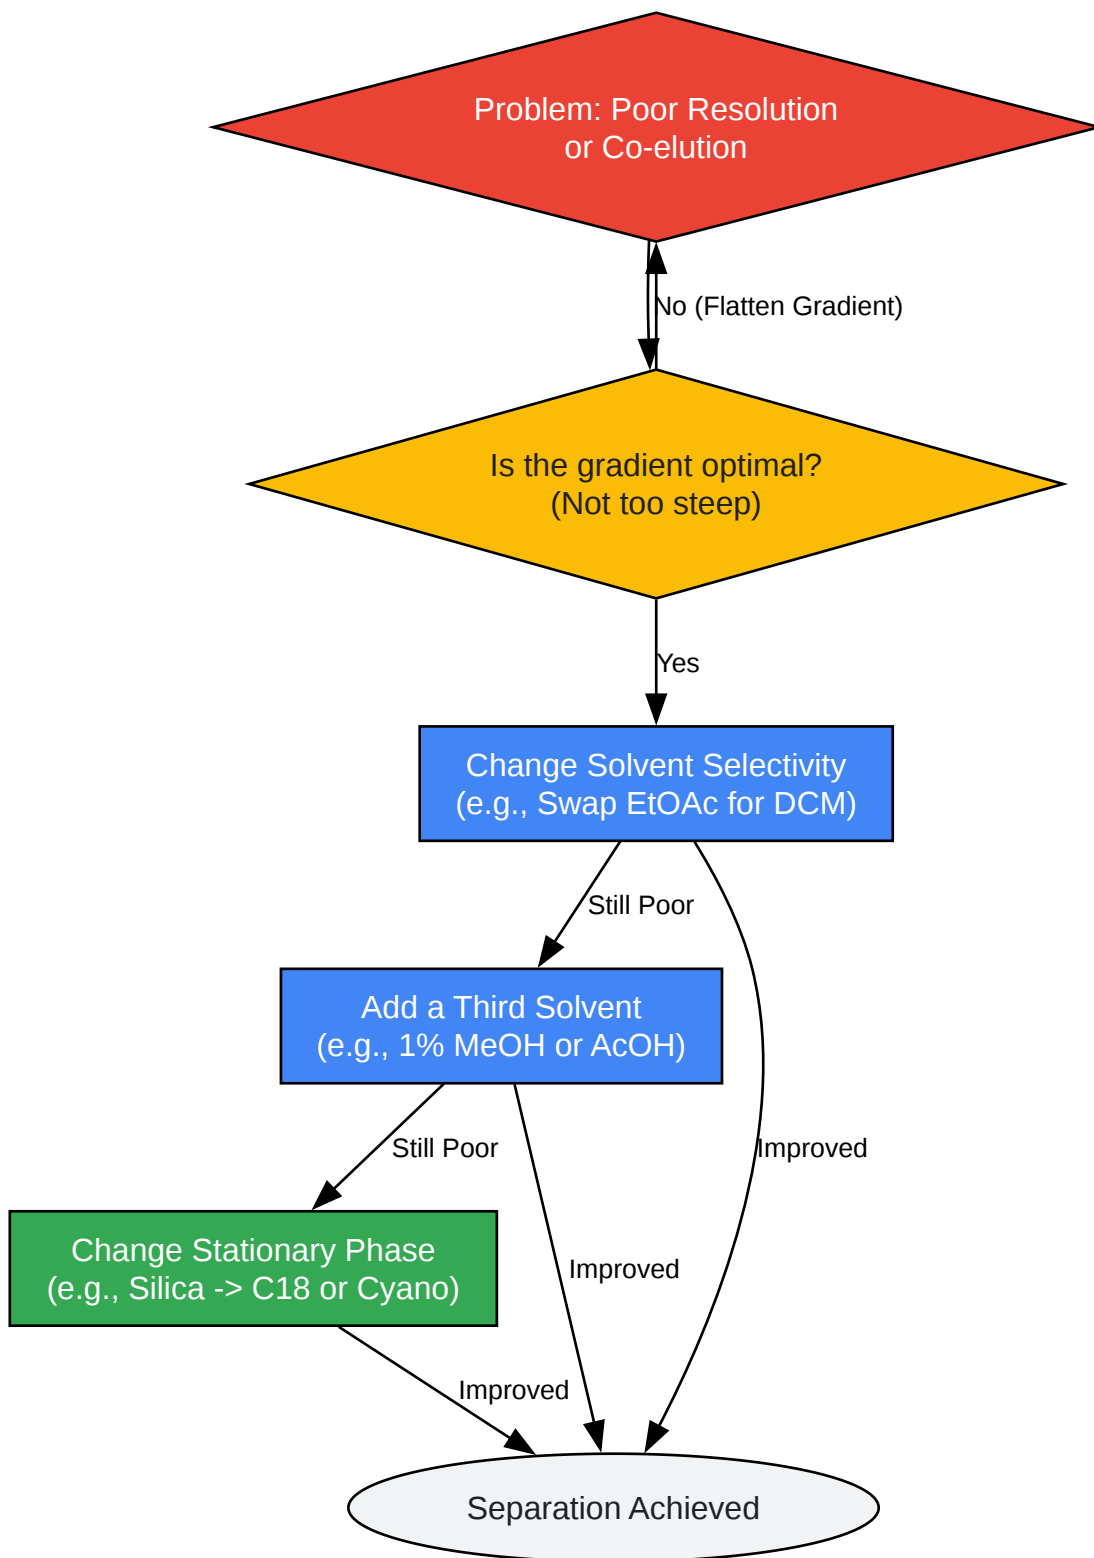 Problem: Poor Resolution
or Co-elution
No (Flatten Gradient)
Is the gradient optimal?
(Not too steep)
Yes
Change Solvent Selectivity
(e.g., Swap EtOAc for DCM)
Still Poor
Add a Third Solvent
(e.g., 1% MeOH or AcOH)
Still Poor
Improved
Change Stationary Phase
(e.g., Silica -> C18 or Cyano)
Improved
Improved
Separation Achieved